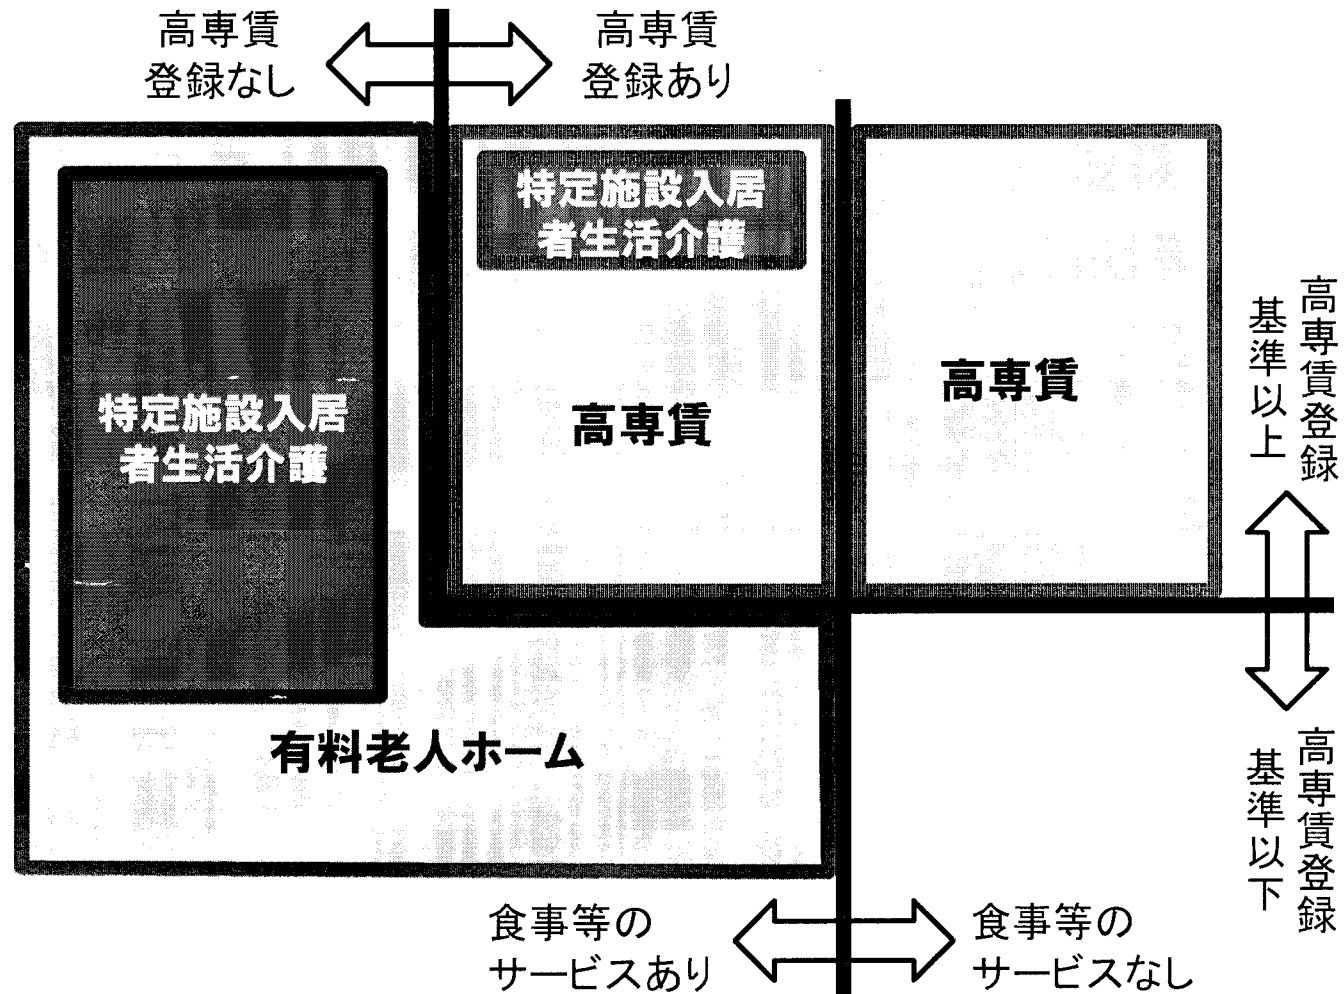 高専賃
登録なし
高専賃
登録あり
特定施設入居
者生活介護
特定施設入居
者生活介護
高専賃
高専賃
高専賃登録
基準以上
有料老人ホーム
高専賃登録
基準以下
食事等の
サービスあり
食事等の
サービスなし